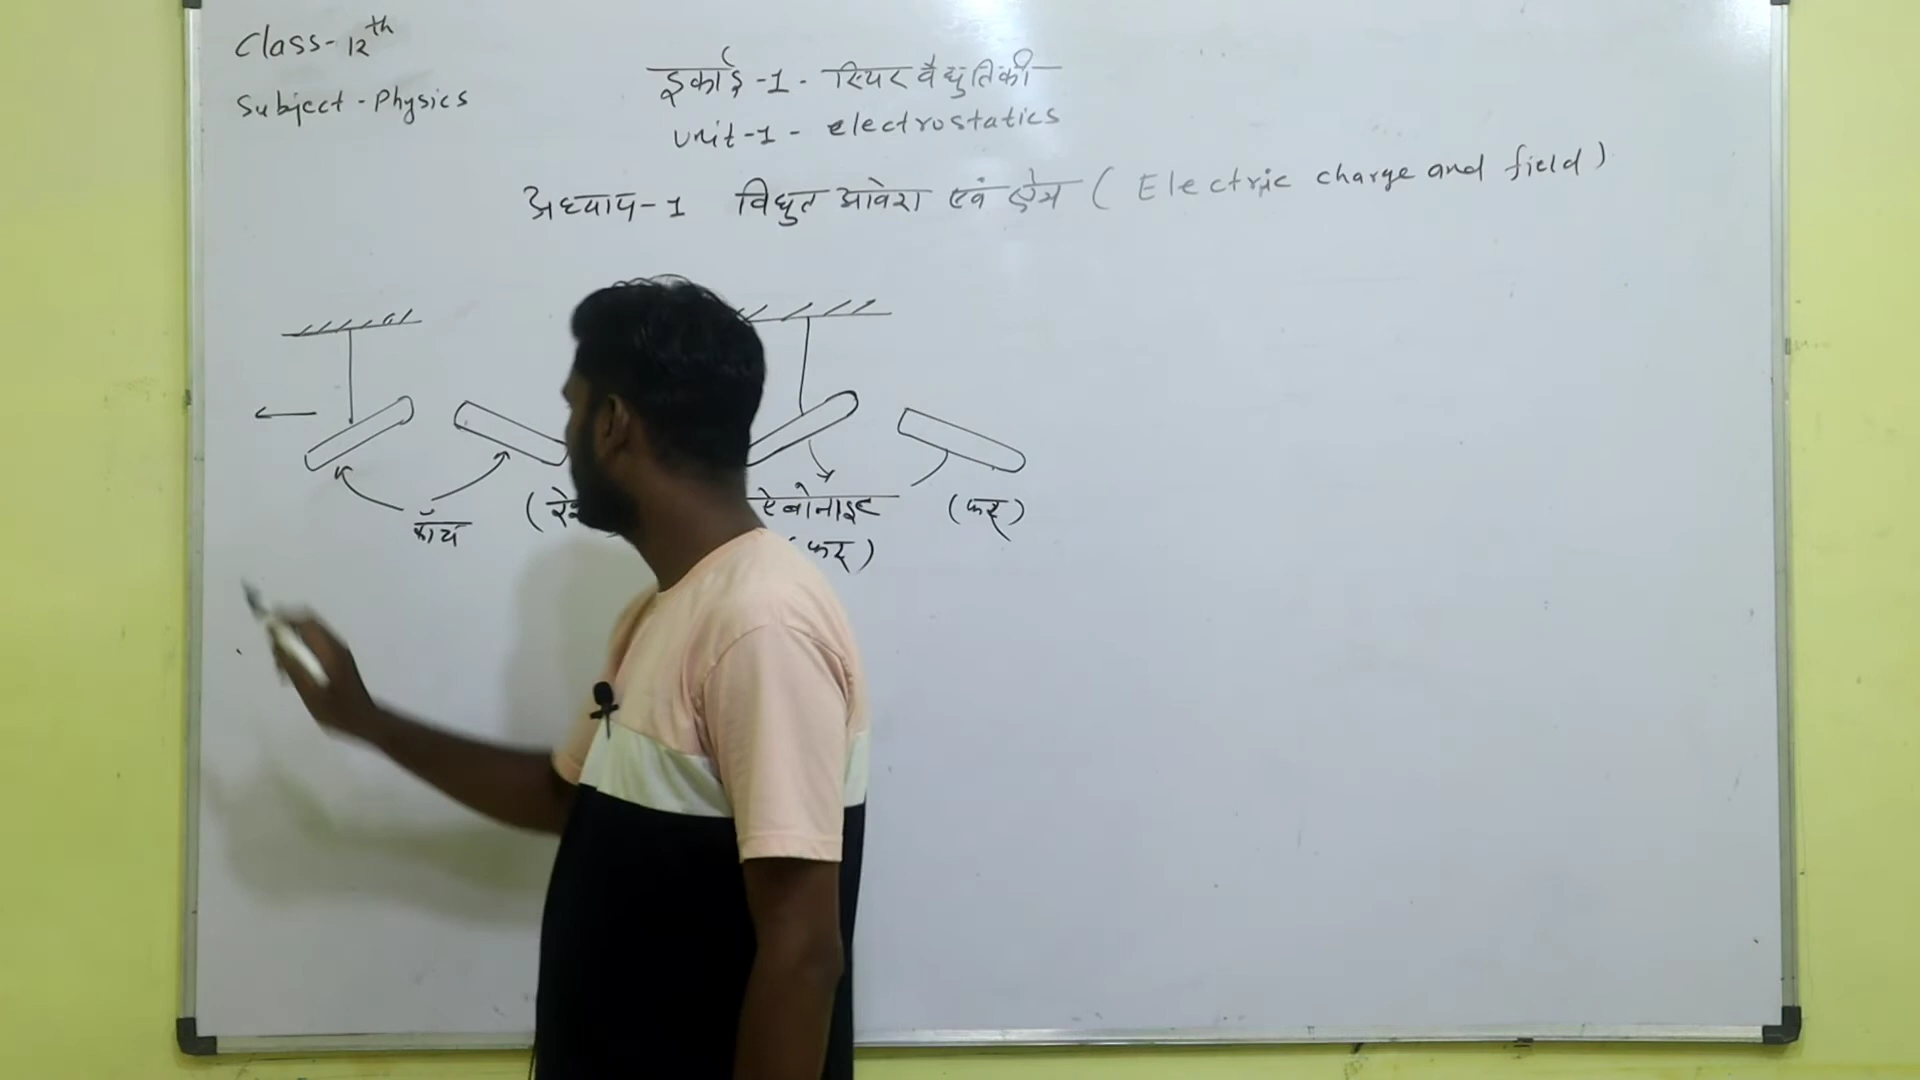 Class-12th
Subject-Physics
इकाई-1- स्थिर वैद्युतिकी
Unit-1- electrostatics
अध्याय-1 विद्युत आवेश एवं क्षेत्र (Electric charge and field)
काँच
ऐबोनाइट
(फर)
(फर)